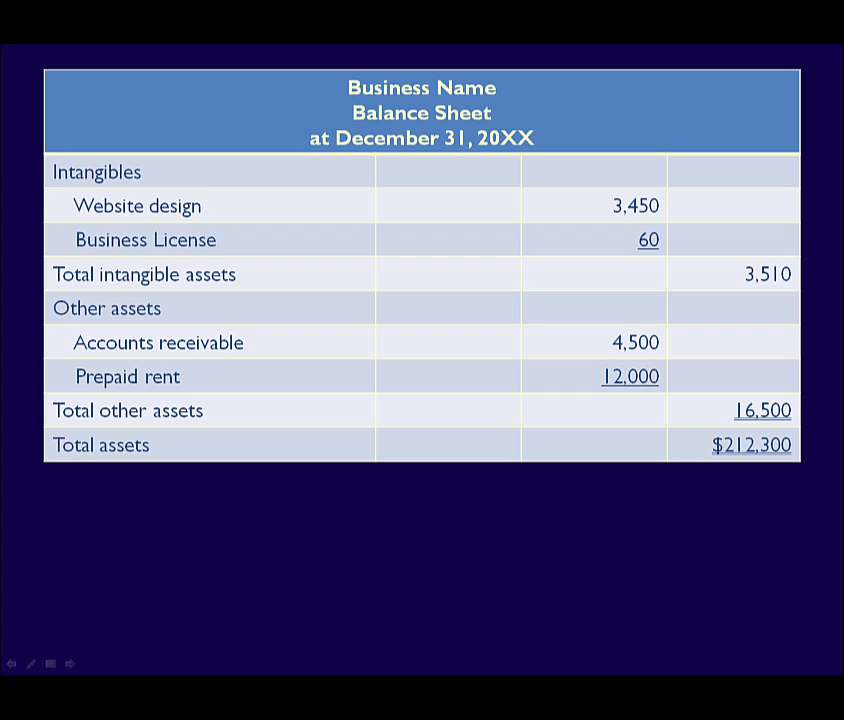 Business Name
Balance Sheet
at December 31, 20XX
Intangibles
Website design 3,450
Business License 60
Total intangible assets 3,510
Other assets
Accounts receivable 4,500
Prepaid rent 12,000
Total other assets 16,500
Total assets $212,300